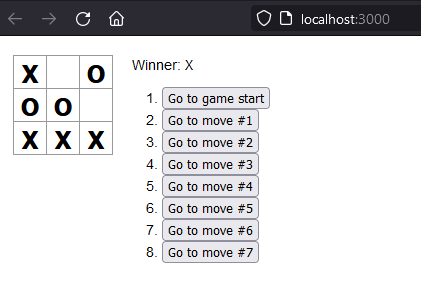 localhost:3000
X O
O O
X X X
Winner: X
1. Go to game start
2. Go to move #1
3. Go to move #2
4. Go to move #3
5. Go to move #4
6. Go to move #5
7. Go to move #6
8. Go to move #7